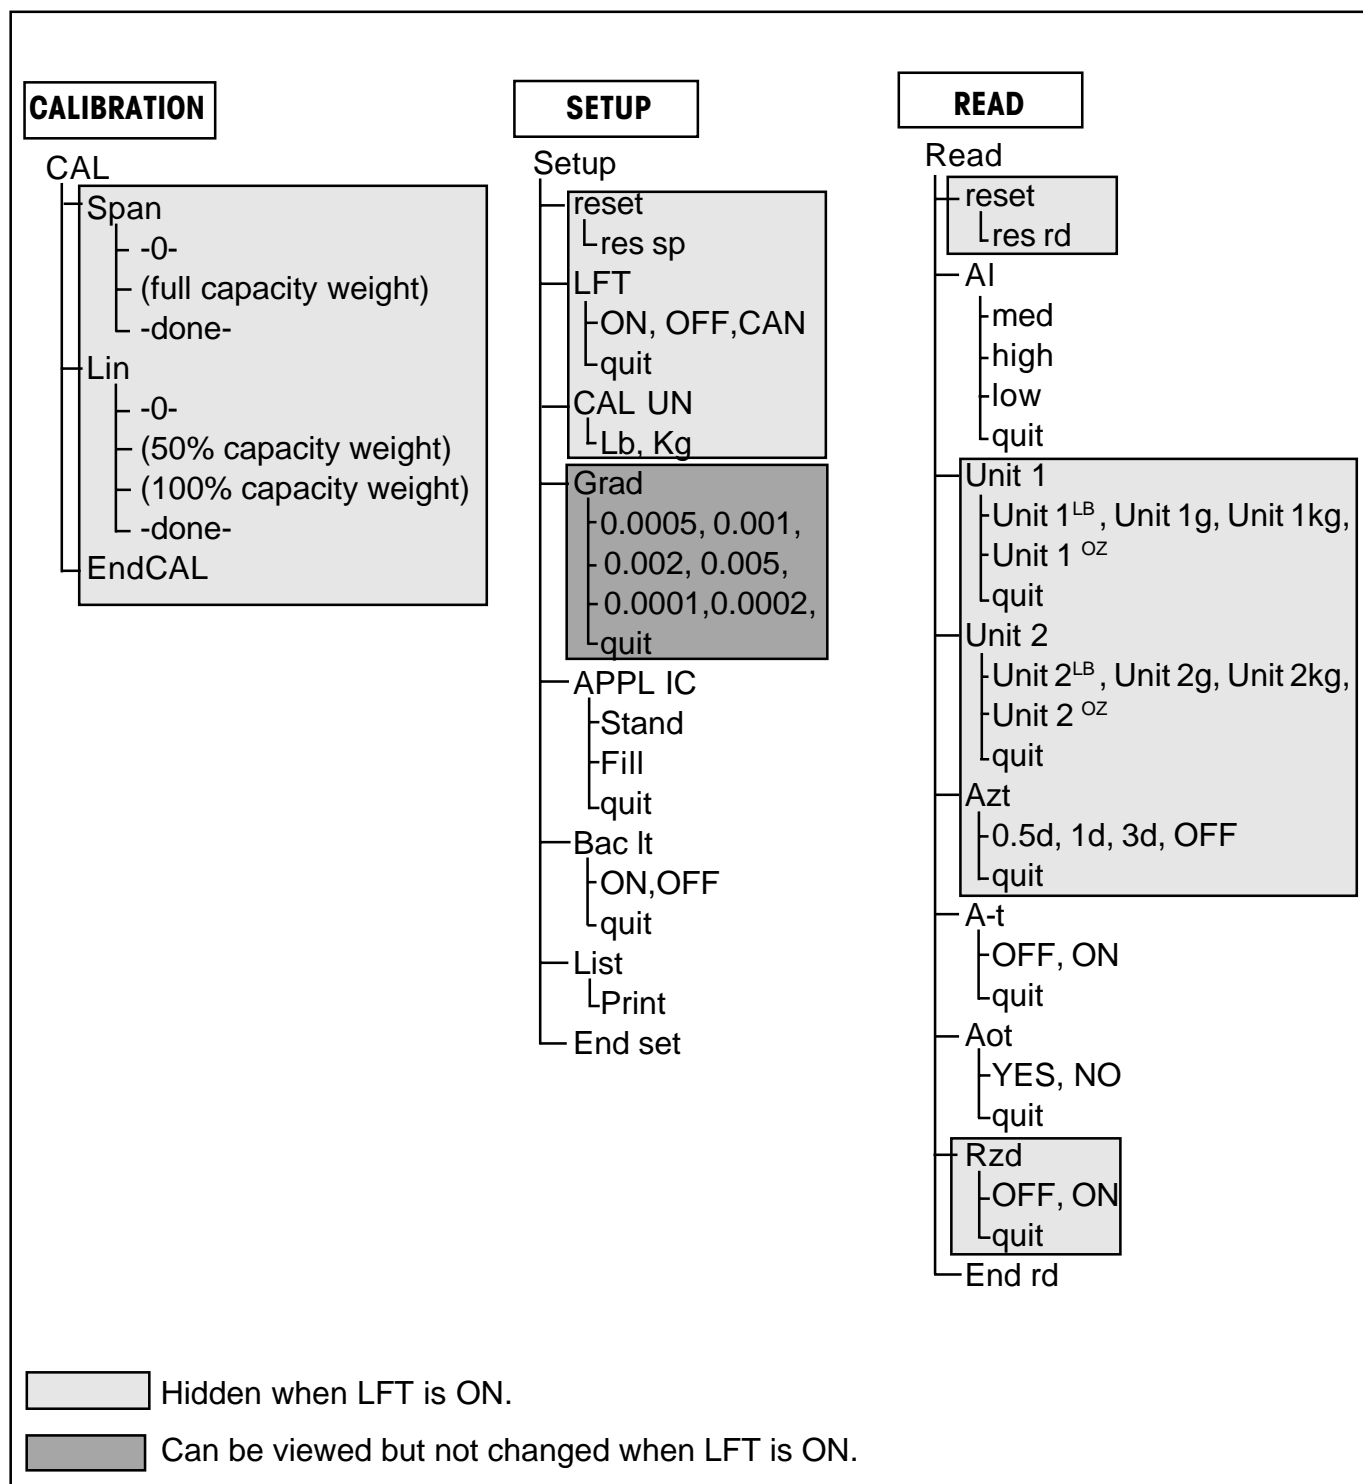 CALIBRATION
CAL
Span
-0-
(full capacity weight)
-done-
Lin
-0-
(50% capacity weight)
(100% capacity weight)
-done-
EndCAL
SETUP
Setup
reset
res sp
LFT
ON, OFF,CAN
quit
CAL UN
Lb, Kg
Grad
0.0005, 0.001,
0.002, 0.005,
0.0001,0.0002,
quit
APPL IC
Stand
Fill
quit
Bac lt
ON,OFF
quit
List
Print
End set
READ
Read
reset
res rd
AI
med
high
low
quit
Unit 1
Unit 1LB, Unit 1g, Unit 1kg,
Unit 1 OZ
quit
Unit 2
Unit 2LB, Unit 2g, Unit 2kg,
Unit 2 OZ
quit
Azt
0.5d, 1d, 3d, OFF
quit
A-t
OFF, ON
quit
Aot
YES, NO
quit
Rzd
OFF, ON
quit
End rd
Hidden when LFT is ON.
Can be viewed but not changed when LFT is ON.